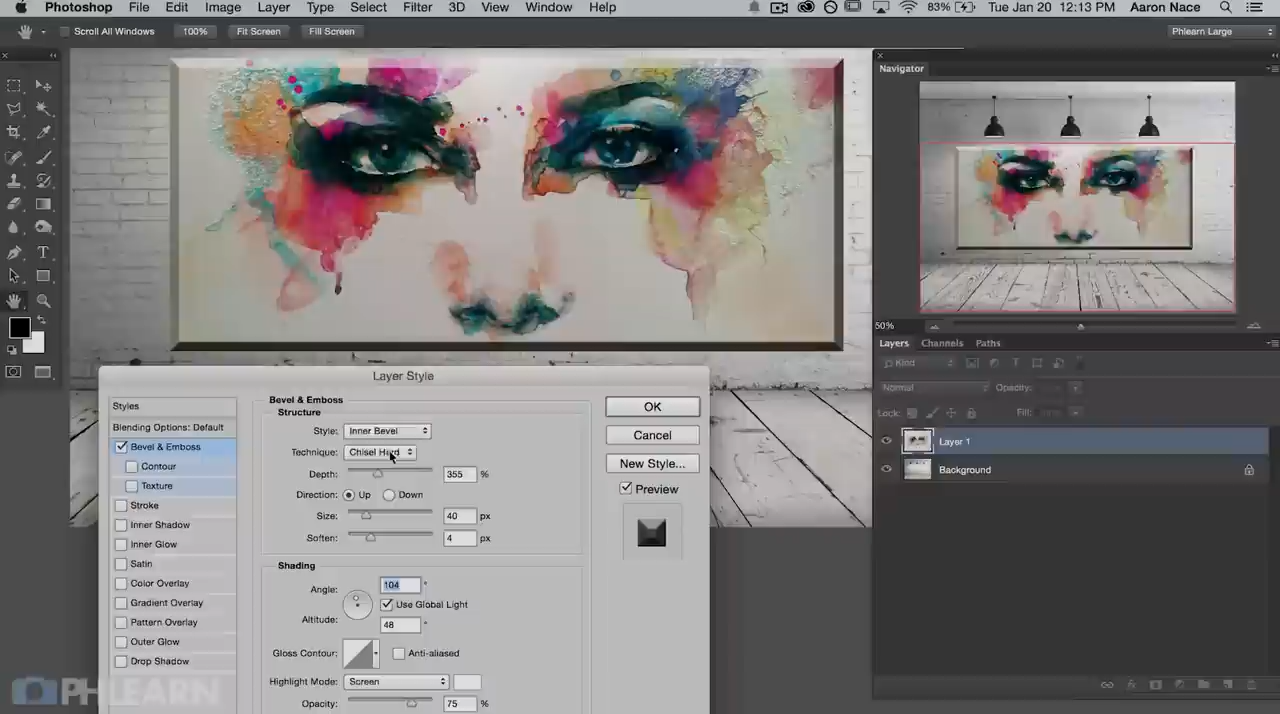 Photoshop File Edit Image Layer Type Select Filter 3D View Window Help 83% Tue Jan 20 12:13 PM Aaron Nace
Scroll All Windows 100% Fit Screen Fill Screen Phlearn Large
Navigator
50%
Layers Channels Paths
Kind
Normal Opacity:
Lock: Fill:
Layer 1
Background
Layer Style
Styles
Blending Options: Default
Bevel & Emboss
Contour
Texture
Stroke
Inner Shadow
Inner Glow
Satin
Color Overlay
Gradient Overlay
Pattern Overlay
Outer Glow
Drop Shadow
Bevel & Emboss
Structure
Style: Inner Bevel
Technique: Chisel Hard
Depth: 355 %
Direction: Up Down
Size: 40 px
Soften: 4 px
Shading
Angle: 104 °
Use Global Light
Altitude: 48 °
Gloss Contour: Anti-aliased
Highlight Mode: Screen
Opacity: 75 %
OK
Cancel
New Style...
Preview
PHLEARN